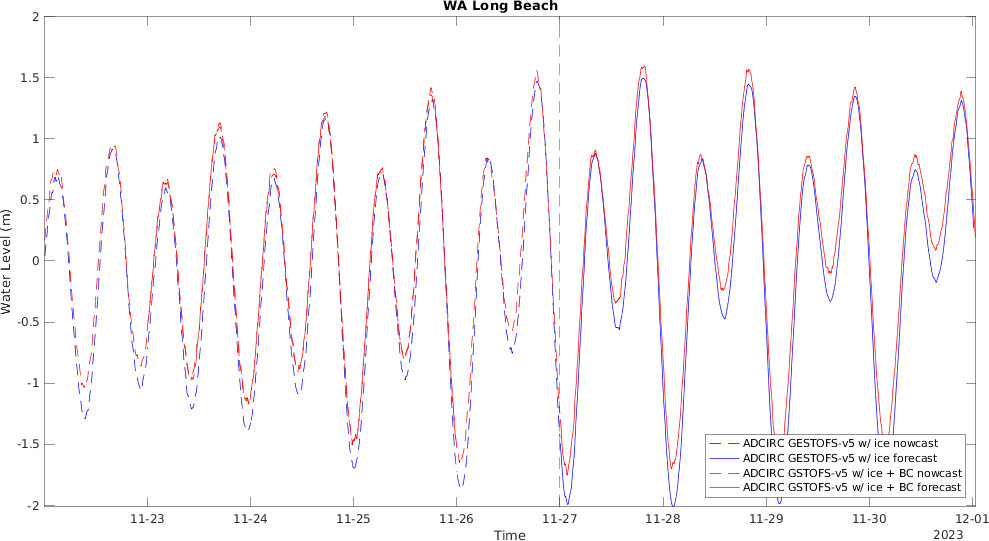 WA Long Beach
Water Level (m)
2
1.5
1
0.5
0
-0.5
-1
-1.5
-2
ADCIRC GESTOFS-v5 w/ ice nowcast
ADCIRC GESTOFS-v5 w/ ice forecast
ADCIRC GSTOFS-v5 w/ ice + BC nowcast
ADCIRC GSTOFS-v5 w/ ice + BC forecast
11-23 11-24 11-25 11-26 11-27 11-28 11-29 11-30 12-01
Time
2023